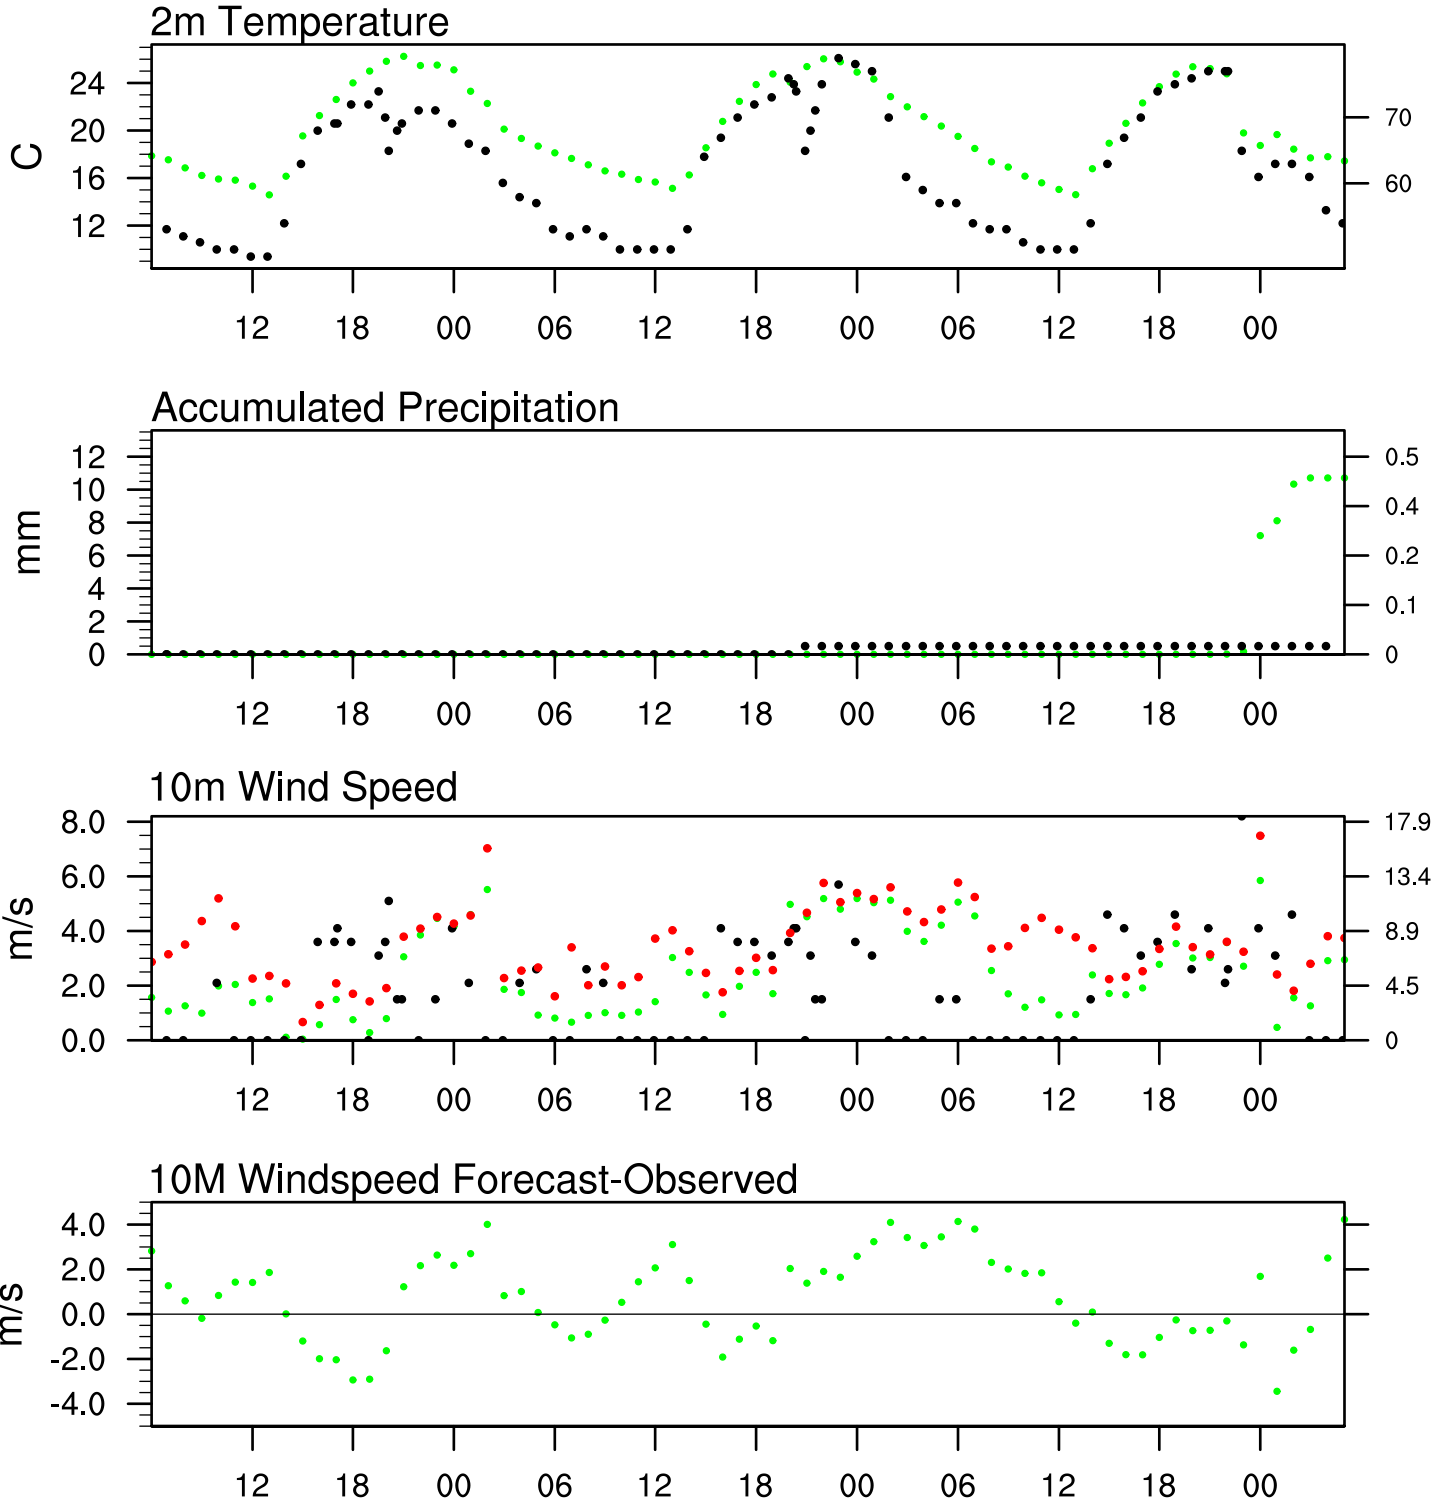 2m Temperature
24
20
16
12
C
70
60
12 18 00 06 12 18 00 06 12 18 00
Accumulated Precipitation
12
10
8
6
4
2
0
mm
0.5
0.4
0.2
0.1
0
12 18 00 06 12 18 00 06 12 18 00
10m Wind Speed
8.0
6.0
4.0
2.0
0.0
m/s
17.9
13.4
8.9
4.5
0
12 18 00 06 12 18 00 06 12 18 00
10M Windspeed Forecast-Observed
4.0
2.0
0.0
-2.0
-4.0
m/s
12 18 00 06 12 18 00 06 12 18 00